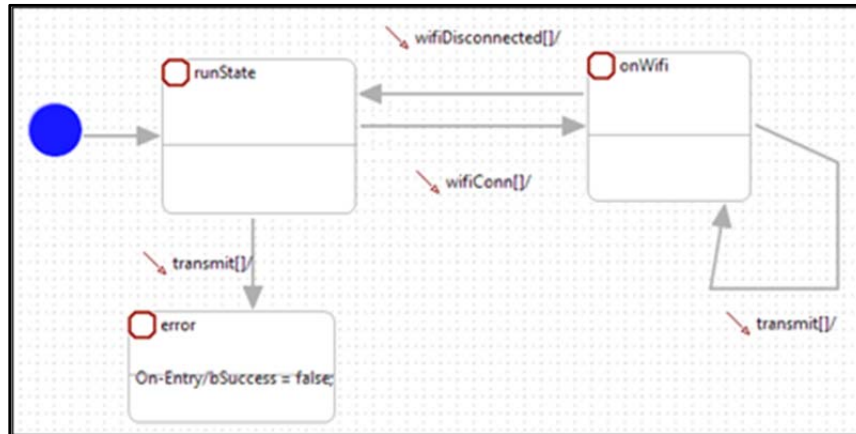 wifiDisconnected[]/
runState
onWifi
wifiConn[]/
transmit[]/
error
transmit[]/
On-Entry/bSuccess = false;